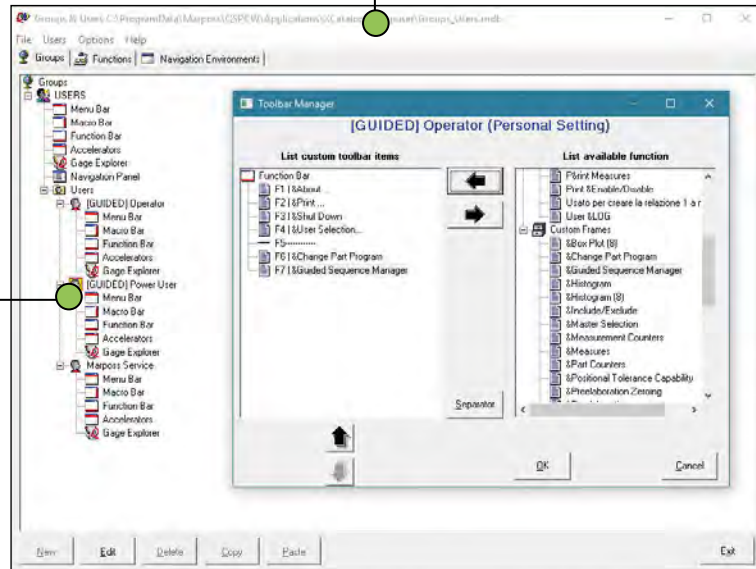 Groups & Users C:\ProgramData\Marposs\QSPCW\Applications\
Groups_Users.mdb
File Users Options Help
Groups Functions Navigation Environments
Groups
USERS
Menu Bar
Macro Bar
Function Bar
Accelerators
Gage Explorer
Navigation Panel
Users
[GUIDED] Operator
Menu Bar
Macro Bar
Function Bar
Accelerators
Gage Explorer
[GUIDED] Power User
Menu Bar
Macro Bar
Function Bar
Accelerators
Gage Explorer
Marposs Service
Menu Bar
Macro Bar
Function Bar
Accelerators
Gage Explorer
Toolbar Manager
[GUIDED] Operator (Personal Setting)
List custom toolbar items
Function Bar
F1 | &About ...
F2 | &Print ...
F3 | &Shut Down
F4 | &User Selection...
F5------------
F6 | &Change Part Program
F7 | &Guided Sequence Manager
Separator
List available function
P&rint Measures
Print &Enable/Disable
Usato per creare la relazione 1 a r
User &LOG
Custom Frames
&Box Plot (8)
&Change Part Program
&Guided Sequence Manager
&Histogram
&Histogram (8)
&Include/Exclude
&Master Selection
&Measurement Counters
&Measures
&Part Counters
&Positional Tolerance Capability
&Preelaboration Zeroing
OK Cancel
New Edit Delete Copy Paste Exit